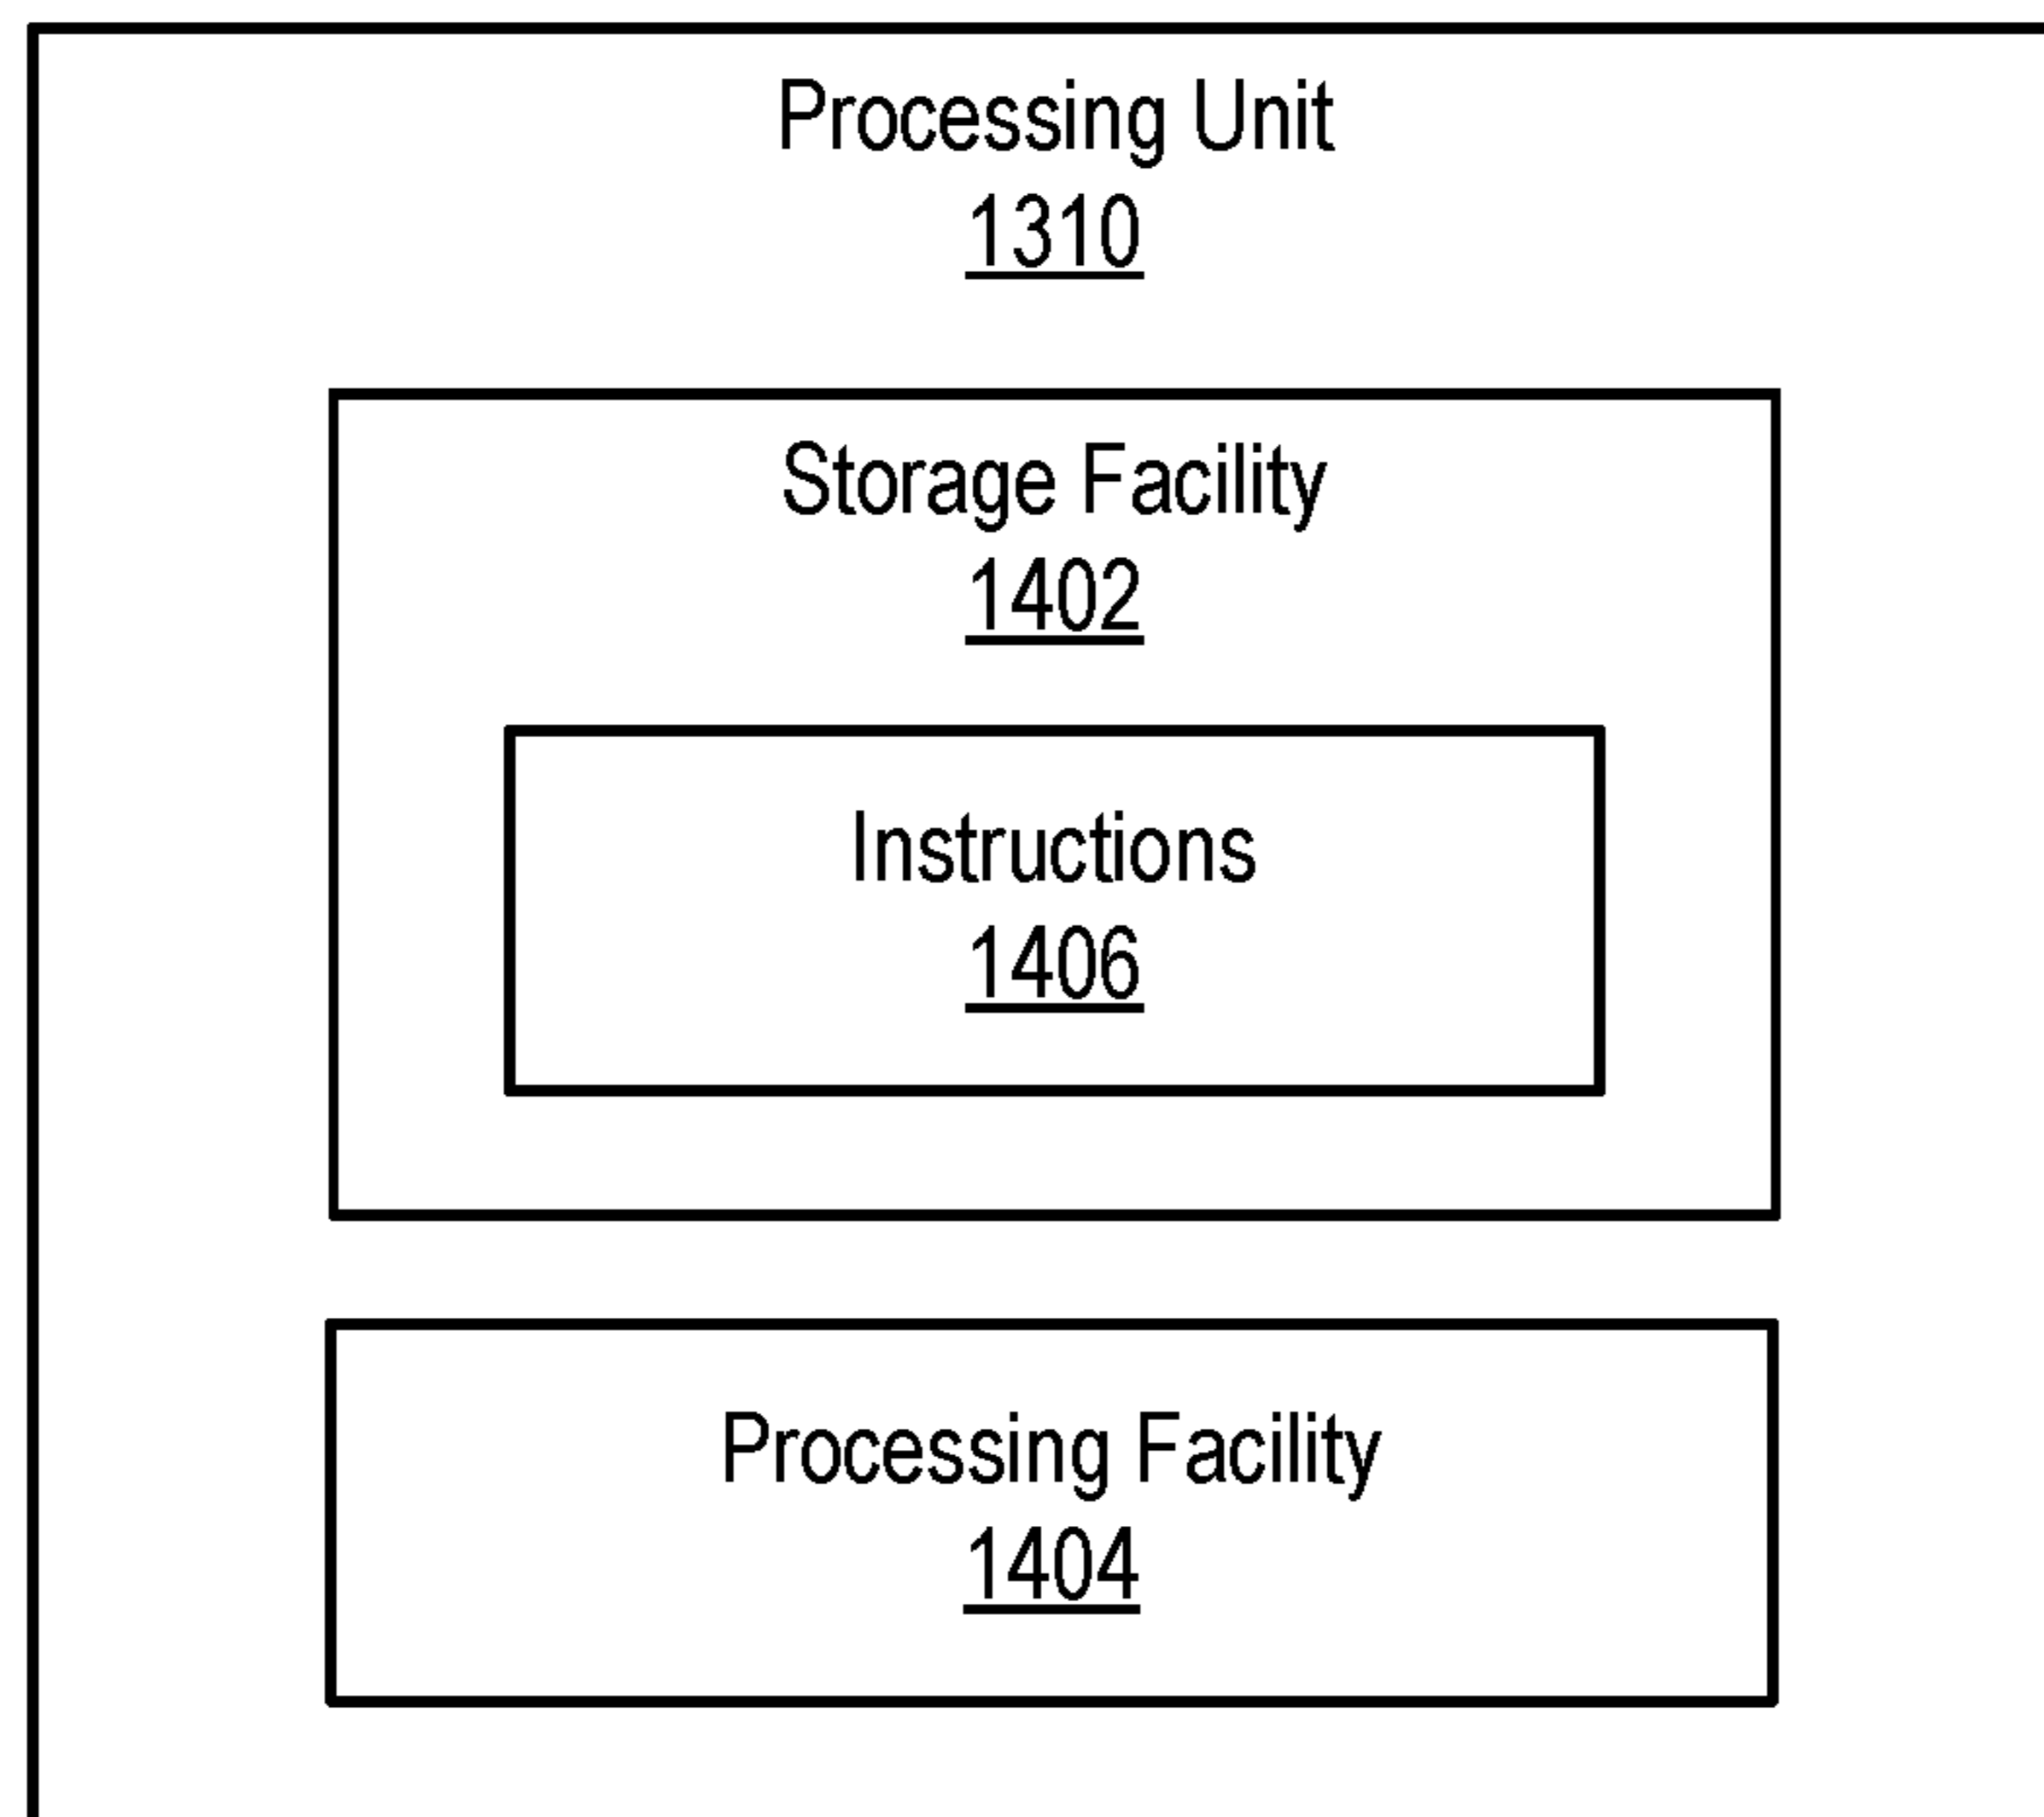 Processing Unit
1310
Storage Facility
1402
Instructions
1406
Processing Facility
1404